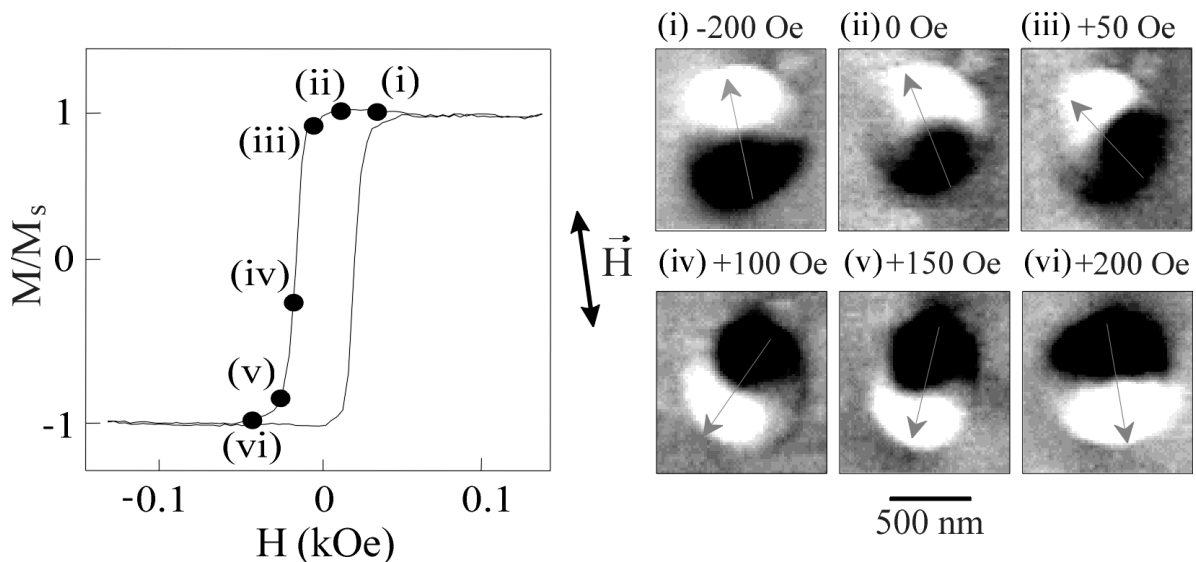 (i) -200 Oe
(ii) 0 Oe
(iii) +50 Oe
(iv) +100 Oe
(v) +150 Oe
(vi) +200 Oe
500 nm
H
M/Ms
1
0
-1
(ii)
(i)
(iii)
(iv)
(v)
(vi)
-0.1
0
0.1
H (kOe)